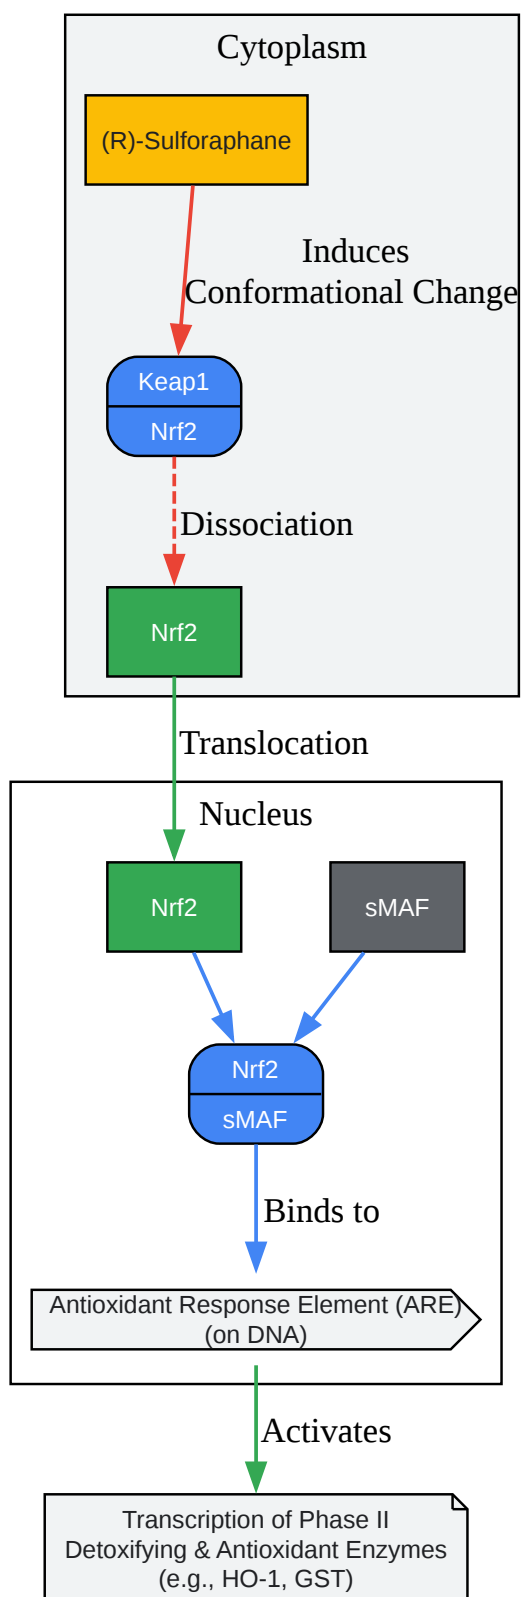 Cytoplasm
(R)-Sulforaphane
Induces
Conformational Change
Keap1
Nrf2
Dissociation
Nrf2
Translocation
Nucleus
Nrf2
sMAF
Nrf2
sMAF
Binds to
Antioxidant Response Element (ARE)
(on DNA)
Activates
Transcription of Phase II
Detoxifying & Antioxidant Enzymes
(e.g., HO-1, GST)